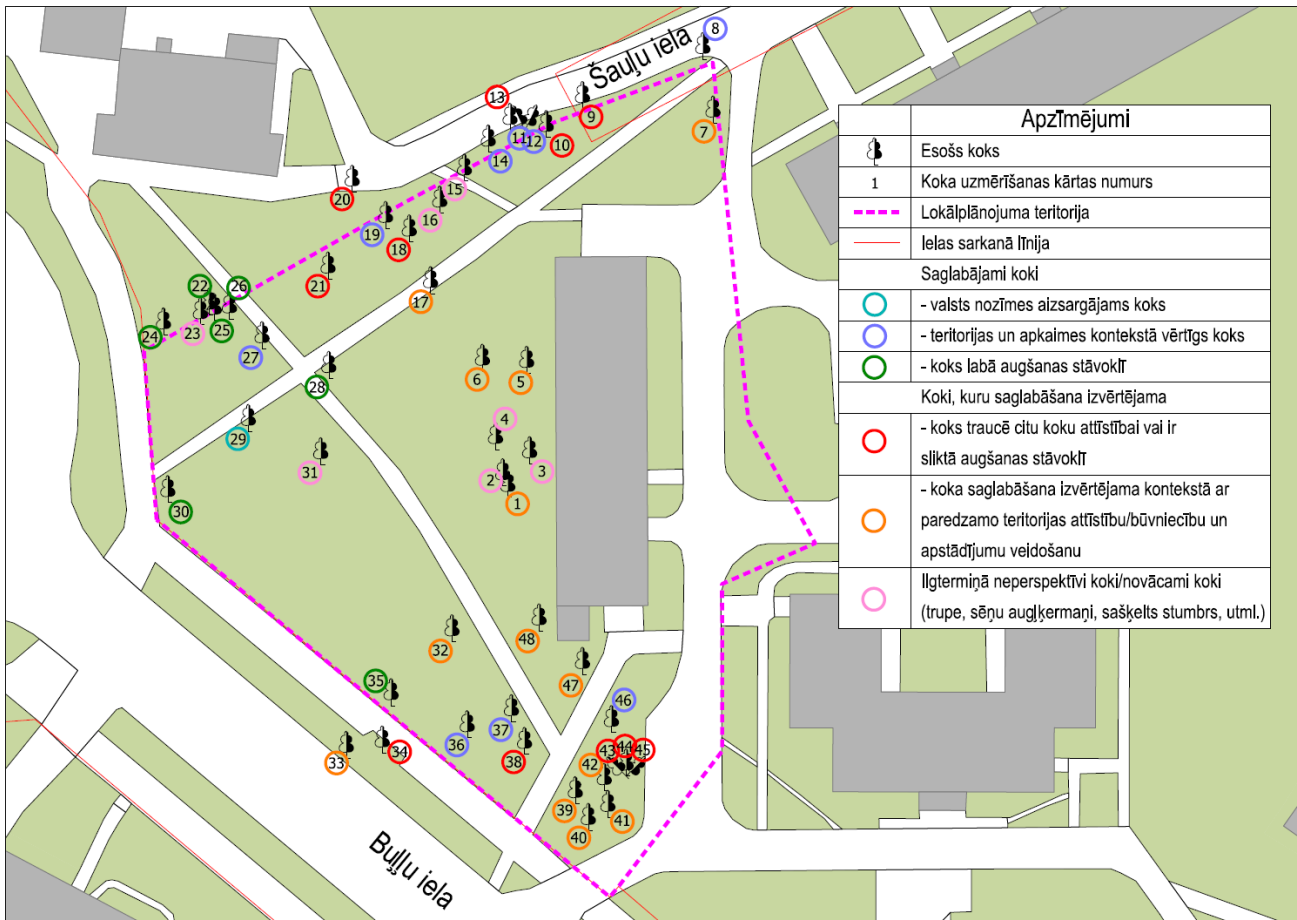 Šauļu iela
8
13
9
7
11
12
10
14
15
20
16
19
18
21
22
26
17
24
23
25
27
28
6
5
4
29
31
2
3
1
30
32
48
35
47
46
37
36
33
34
38
43
44
45
42
39
41
40
Buļļu iela
Apzīmējumi
Esošs koks
1 Koka uzmērīšanas kārtas numurs
Lokālplānojuma teritorija
Ielas sarkanā līnija
Saglabājami koki
- valsts nozīmes aizsargājams koks
- teritorijas un apkaimes kontekstā vērtīgs koks
- koks labā augšanas stāvoklī
Koki, kuru saglabāšana izvērtējama
- koks traucē citu koku attīstībai vai ir
sliktā augšanas stāvoklī
- koka saglabāšana izvērtējama kontekstā ar
paredzamo teritorijas attīstību/būvniecību un
apstādījumu veidošanu
Ilgtermiņā neperspektīvi koki/novācami koki
(trupe, sēņu augļķermaņi, sašķelts stumbrs, utml.)